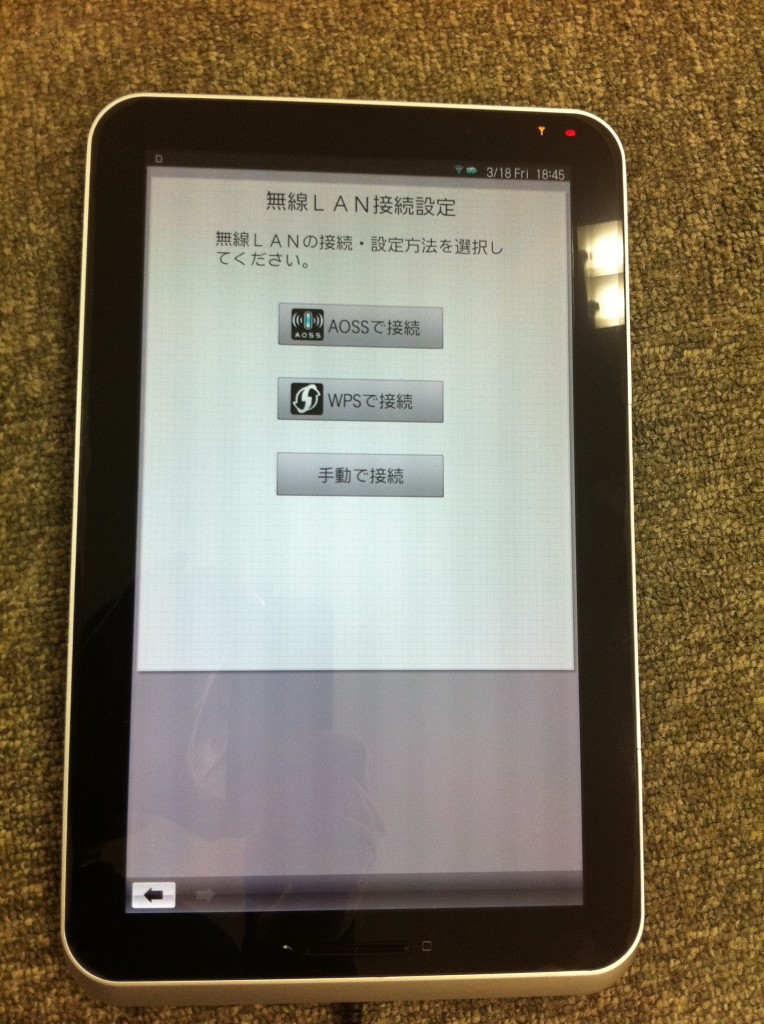 3/18 Fri 18:45
無線ＬＡＮ接続設定
無線ＬＡＮの接続・設定方法を選択し
てください。
AOSS
AOSSで接続
WPSで接続
手動で接続